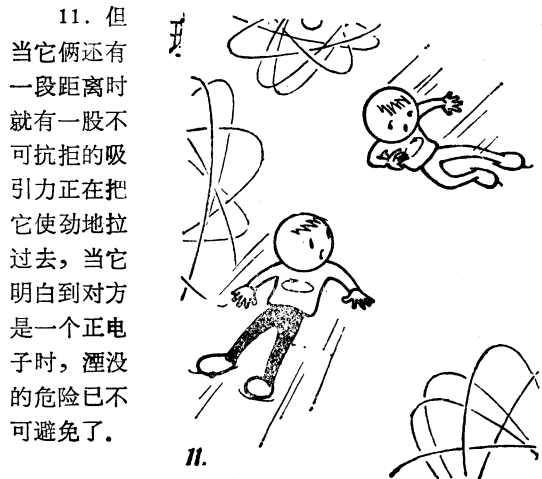 11. 但
当它俩还有
一段距离时
就有一股不
可抗拒的吸
引力正在把
它使劲地拉
过去，当它
明白到对方
是一个正电
子时，湮没
的危险已不
可避免了。
11.